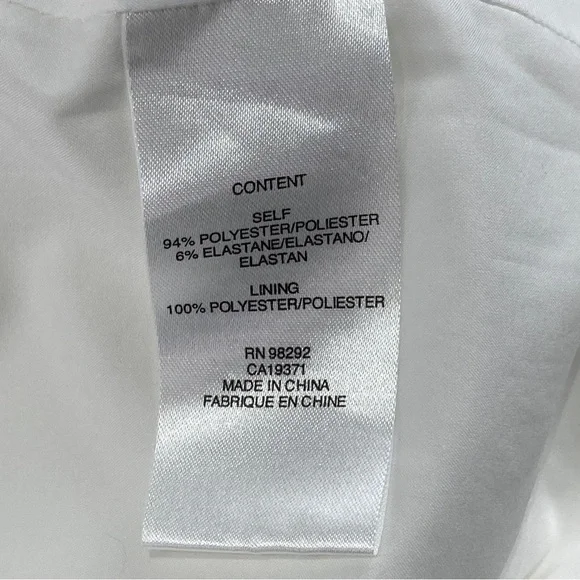 CONTENT
SELF
94% POLYESTER/POLIESTER
6% ELASTANE/ELASTANO/
ELASTAN
LINING
100% POLYESTER/POLIESTER
RN 98292
CA19371
MADE IN CHINA
FABRIQUE EN CHINE